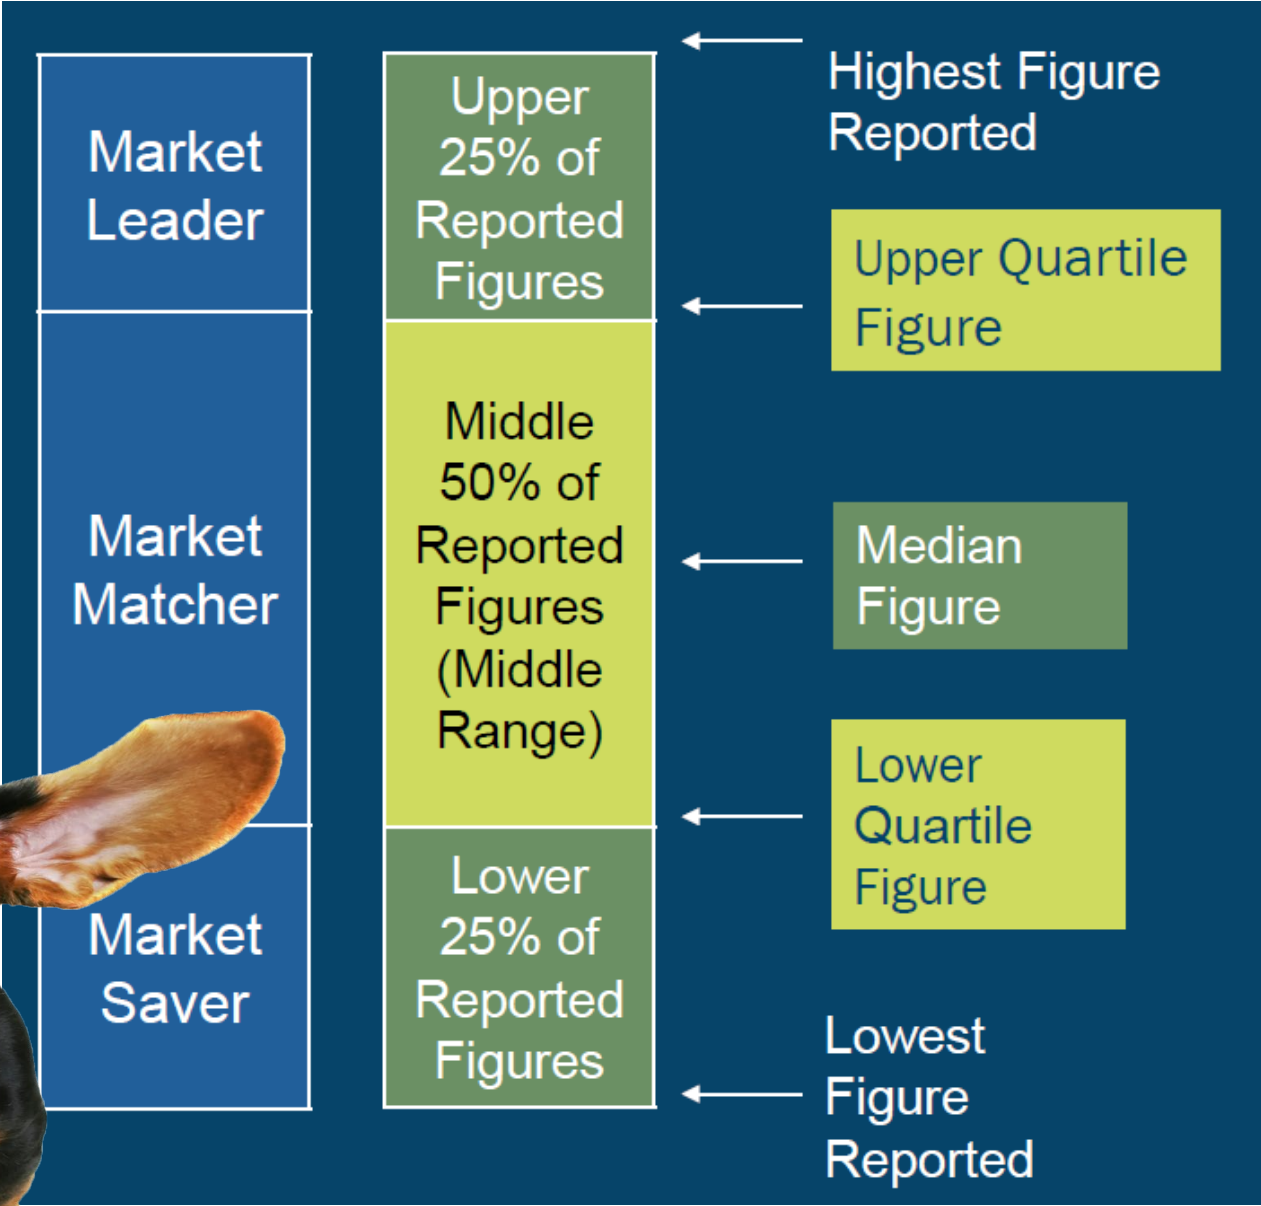 Market
Leader
Market
Matcher
Market
Saver
Upper
25% of
Reported
Figures
Middle
50% of
Reported
Figures
(Middle
Range)
Lower
25% of
Reported
Figures
Highest Figure
Reported
Upper Quartile
Figure
Median
Figure
Lower
Quartile
Figure
Lowest
Figure
Reported